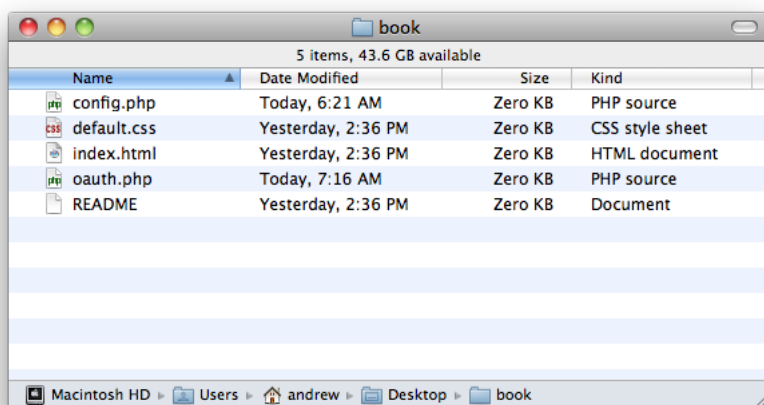 book
5 items, 43.6 GB available
Name Date Modified Size Kind
php config.php Today, 6:21 AM Zero KB PHP source
CSS default.css Yesterday, 2:36 PM Zero KB CSS style sheet
index.html Yesterday, 2:36 PM Zero KB HTML document
php oauth.php Today, 7:16 AM Zero KB PHP source
README Yesterday, 2:36 PM Zero KB Document
Macintosh HD Users andrew Desktop book